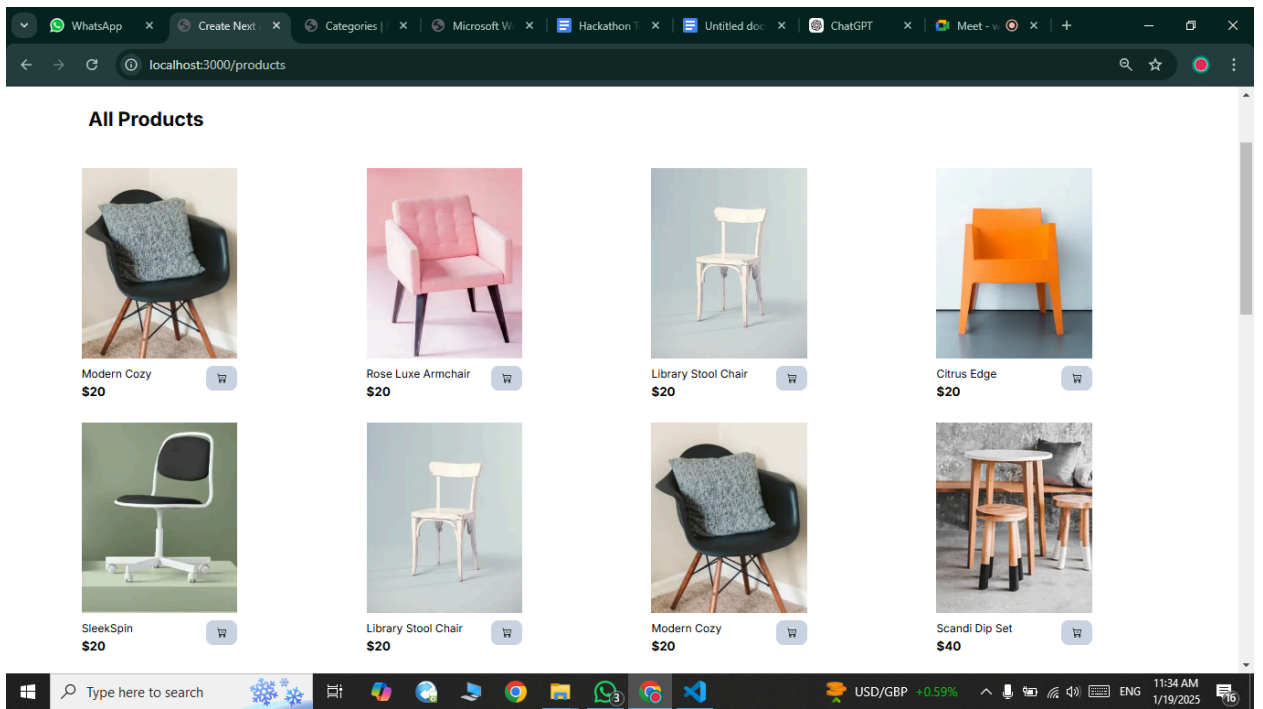 WhatsApp
Create Next
Categories |
Microsoft W
Hackathon T
Untitled doc
ChatGPT
Meet - w
localhost:3000/products
All Products
Modern Cozy
$20
Rose Luxe Armchair
$20
Library Stool Chair
$20
Citrus Edge
$20
SleekSpin
$20
Library Stool Chair
$20
Modern Cozy
$20
Scandi Dip Set
$40
Type here to search
3
USD/GBP +0.59%
ENG
11:34 AM
1/19/2025
16